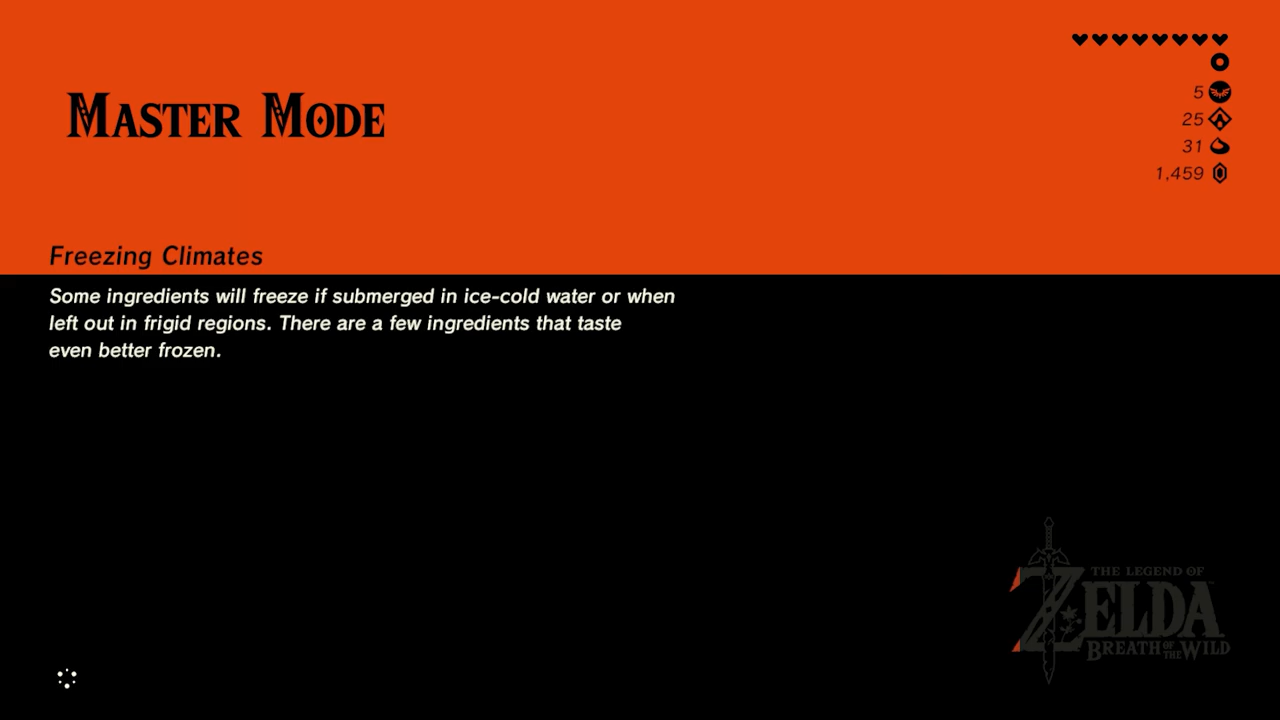 Master Mode
5
25
31
1,459
Freezing Climates
Some ingredients will freeze if submerged in ice-cold water or when
left out in frigid regions. There are a few ingredients that taste
even better frozen.
THE LEGEND OF
ZELDA
BREATH OF THE WILD